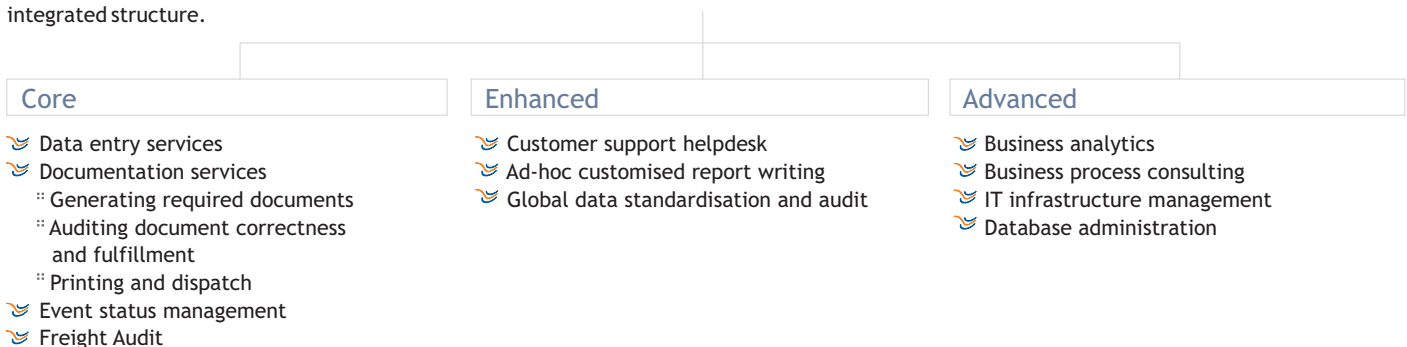 integrated structure.
Core
Data entry services
Documentation services
Generating required documents
Auditing document correctness
and fulfillment
Printing and dispatch
Event status management
Freight Audit
Enhanced
Customer support helpdesk
Ad-hoc customised report writing
Global data standardisation and audit
Advanced
Business analytics
Business process consulting
IT infrastructure management
Database administration